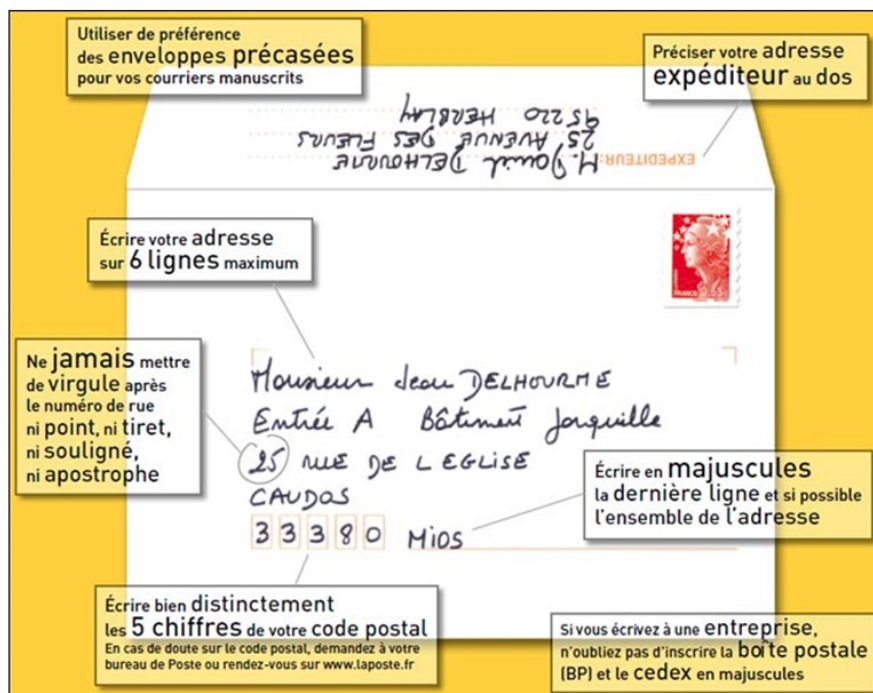 Utiliser de préférence
des enveloppes précasées
pour vos courriers manuscrits
Préciser votre adresse
expéditeur au dos
EXPEDITEUR:
M. David DELHOURME
25 AVENUE DES FLEURS
95220 HERBLAY
Écrire votre adresse
sur 6 lignes maximum
FRANCE 0,55€
Ne jamais mettre
de virgule après
le numéro de rue
ni point, ni tiret,
ni souligné,
ni apostrophe
Monsieur Jean DELHOURME
Entrée A Bâtiment Jonquille
25 RUE DE L EGLISE
CAUDOS
33380 MIOS
Écrire en majuscules
la dernière ligne et si possible
l'ensemble de l'adresse
Écrire bien distinctement
les 5 chiffres de votre code postal
En cas de doute sur le code postal, demandez à votre
bureau de Poste ou rendez-vous sur www.laposte.fr
Si vous écrivez à une entreprise,
n'oubliez pas d'inscrire la boîte postale
(BP) et le cedex en majuscules